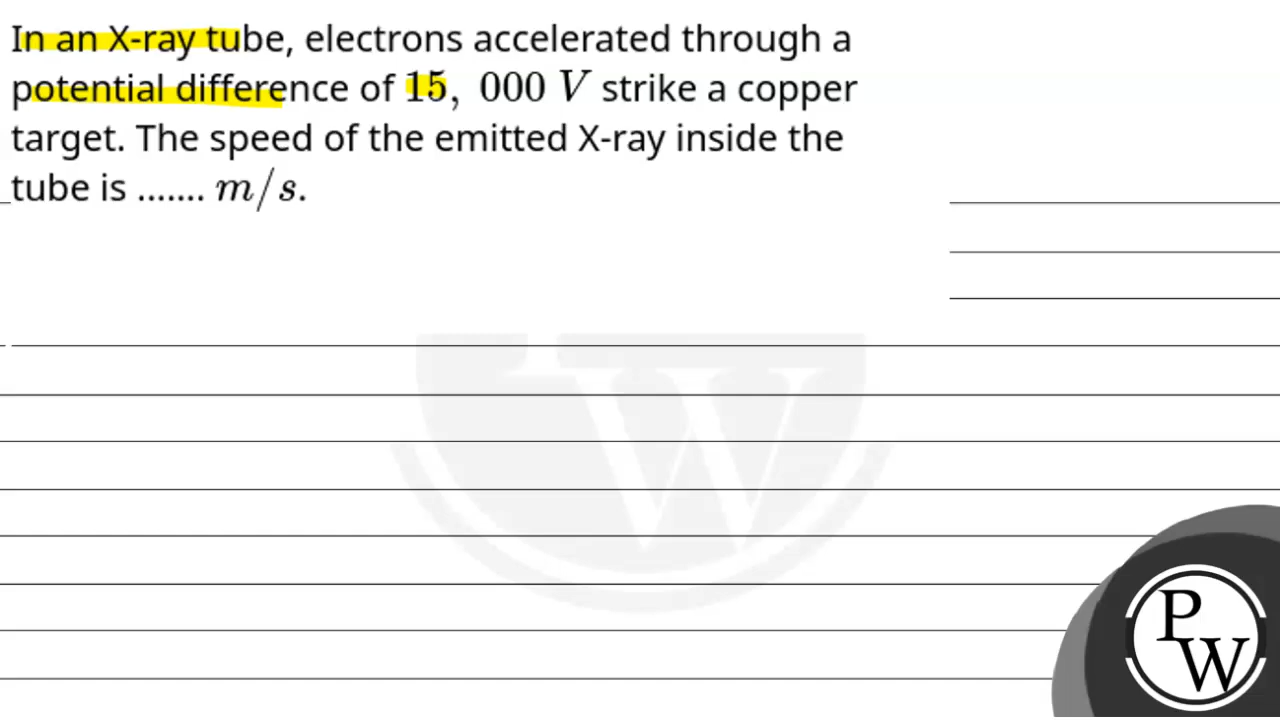 In an X-ray tube, electrons accelerated through a
potential difference of 15, 000 V strike a copper
target. The speed of the emitted X-ray inside the
tube is ....... m/s.
W
P
W